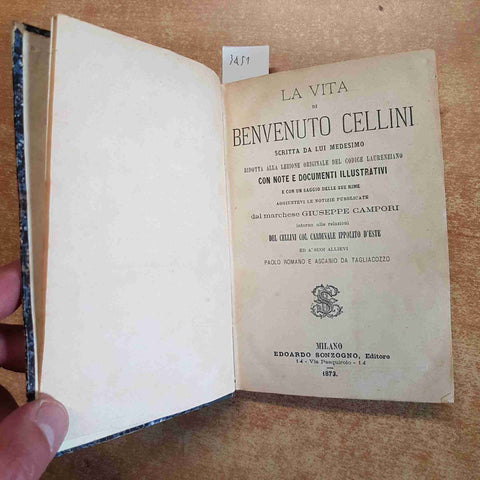 3451
LA VITA
DI
BENVENUTO CELLINI
SCRITTA DA LUI MEDESIMO
RIDOTTA ALLA LEZIONE ORIGINALE DEL CODICE LAURENZIANO
CON NOTE E DOCUMENTI ILLUSTRATIVI
E CON UN SAGGIO DELLE SUE RIME
AGGIUNTEVI LE NOTIZIE PUBBLICATE
dal marchese GIUSEPPE CAMPORI
intorno alle relazioni
DEL CELLINI COL CARDINALE IPPOLITO D'ESTE
ED A' SUOI ALLIEVI
PAOLO ROMANO E ASCANIO DA TAGLIACOZZO
MILANO
EDOARDO SONZOGNO, Editore
14 - Via Pasquirolo - 14
1873.